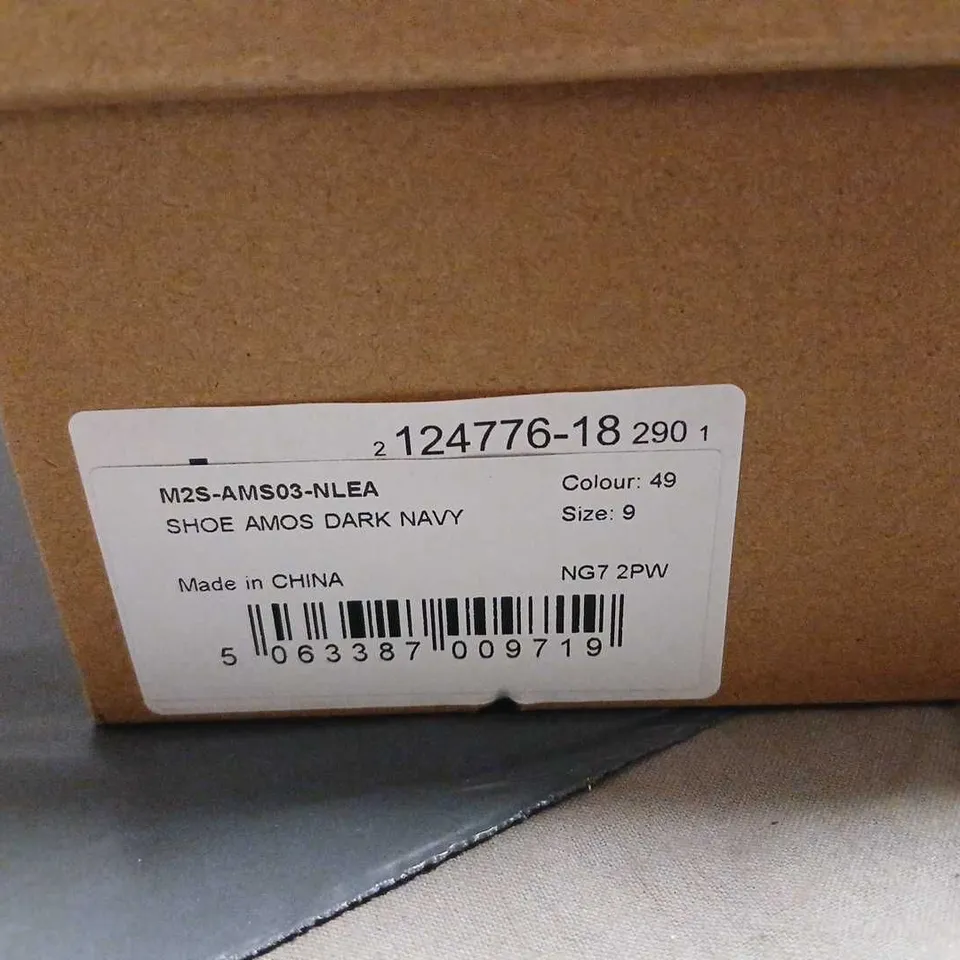 2 124776-18 290 1
M2S-AMS03-NLEA Colour: 49
SHOE AMOS DARK NAVY Size: 9
Made in CHINA NG7 2PW
5 063387 009719